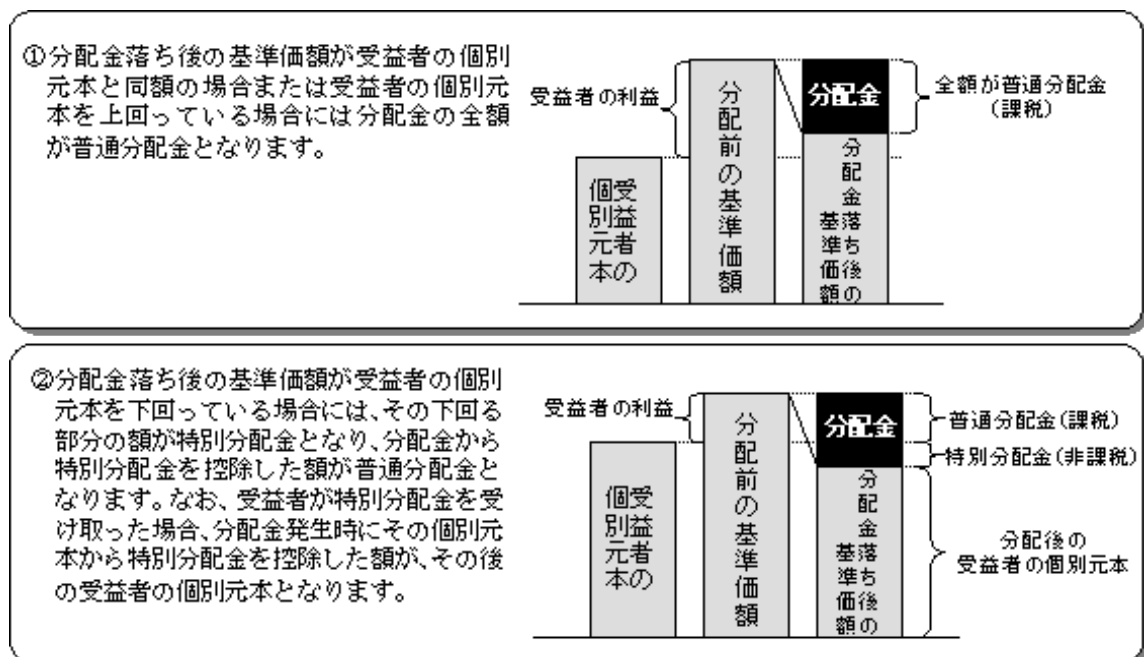 ①分配金落ち後の基準価額が受益者の個別
元本と同額の場合または受益者の個別元
本を上回っている場合には分配金の全額
が普通分配金となります。
受益者の利益
受益者の
個別元本
分配前の基準価額
分配金
分配金落ち後の
基準価額
全額が普通分配金
(課税)
②分配金落ち後の基準価額が受益者の個別
元本を下回っている場合には、その下回る
部分の額が特別分配金となり、分配金から
特別分配金を控除した額が普通分配金と
なります。なお、受益者が特別分配金を受
け取った場合、分配金発生時にその個別元
本から特別分配金を控除した額が、その後
の受益者の個別元本となります。
受益者の利益
受益者の
個別元本
分配前の基準価額
分配金
分配金落ち後の
基準価額
普通分配金(課税)
特別分配金(非課税)
分配後の
受益者の個別元本